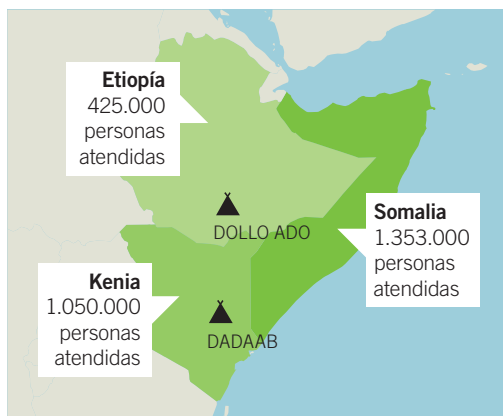 Etiopía
425.000
personas
atendidas
DOLLO ADO
Somalia
1.353.000
personas
atendidas
Kenia
1.050.000
personas
atendidas
DADAAB